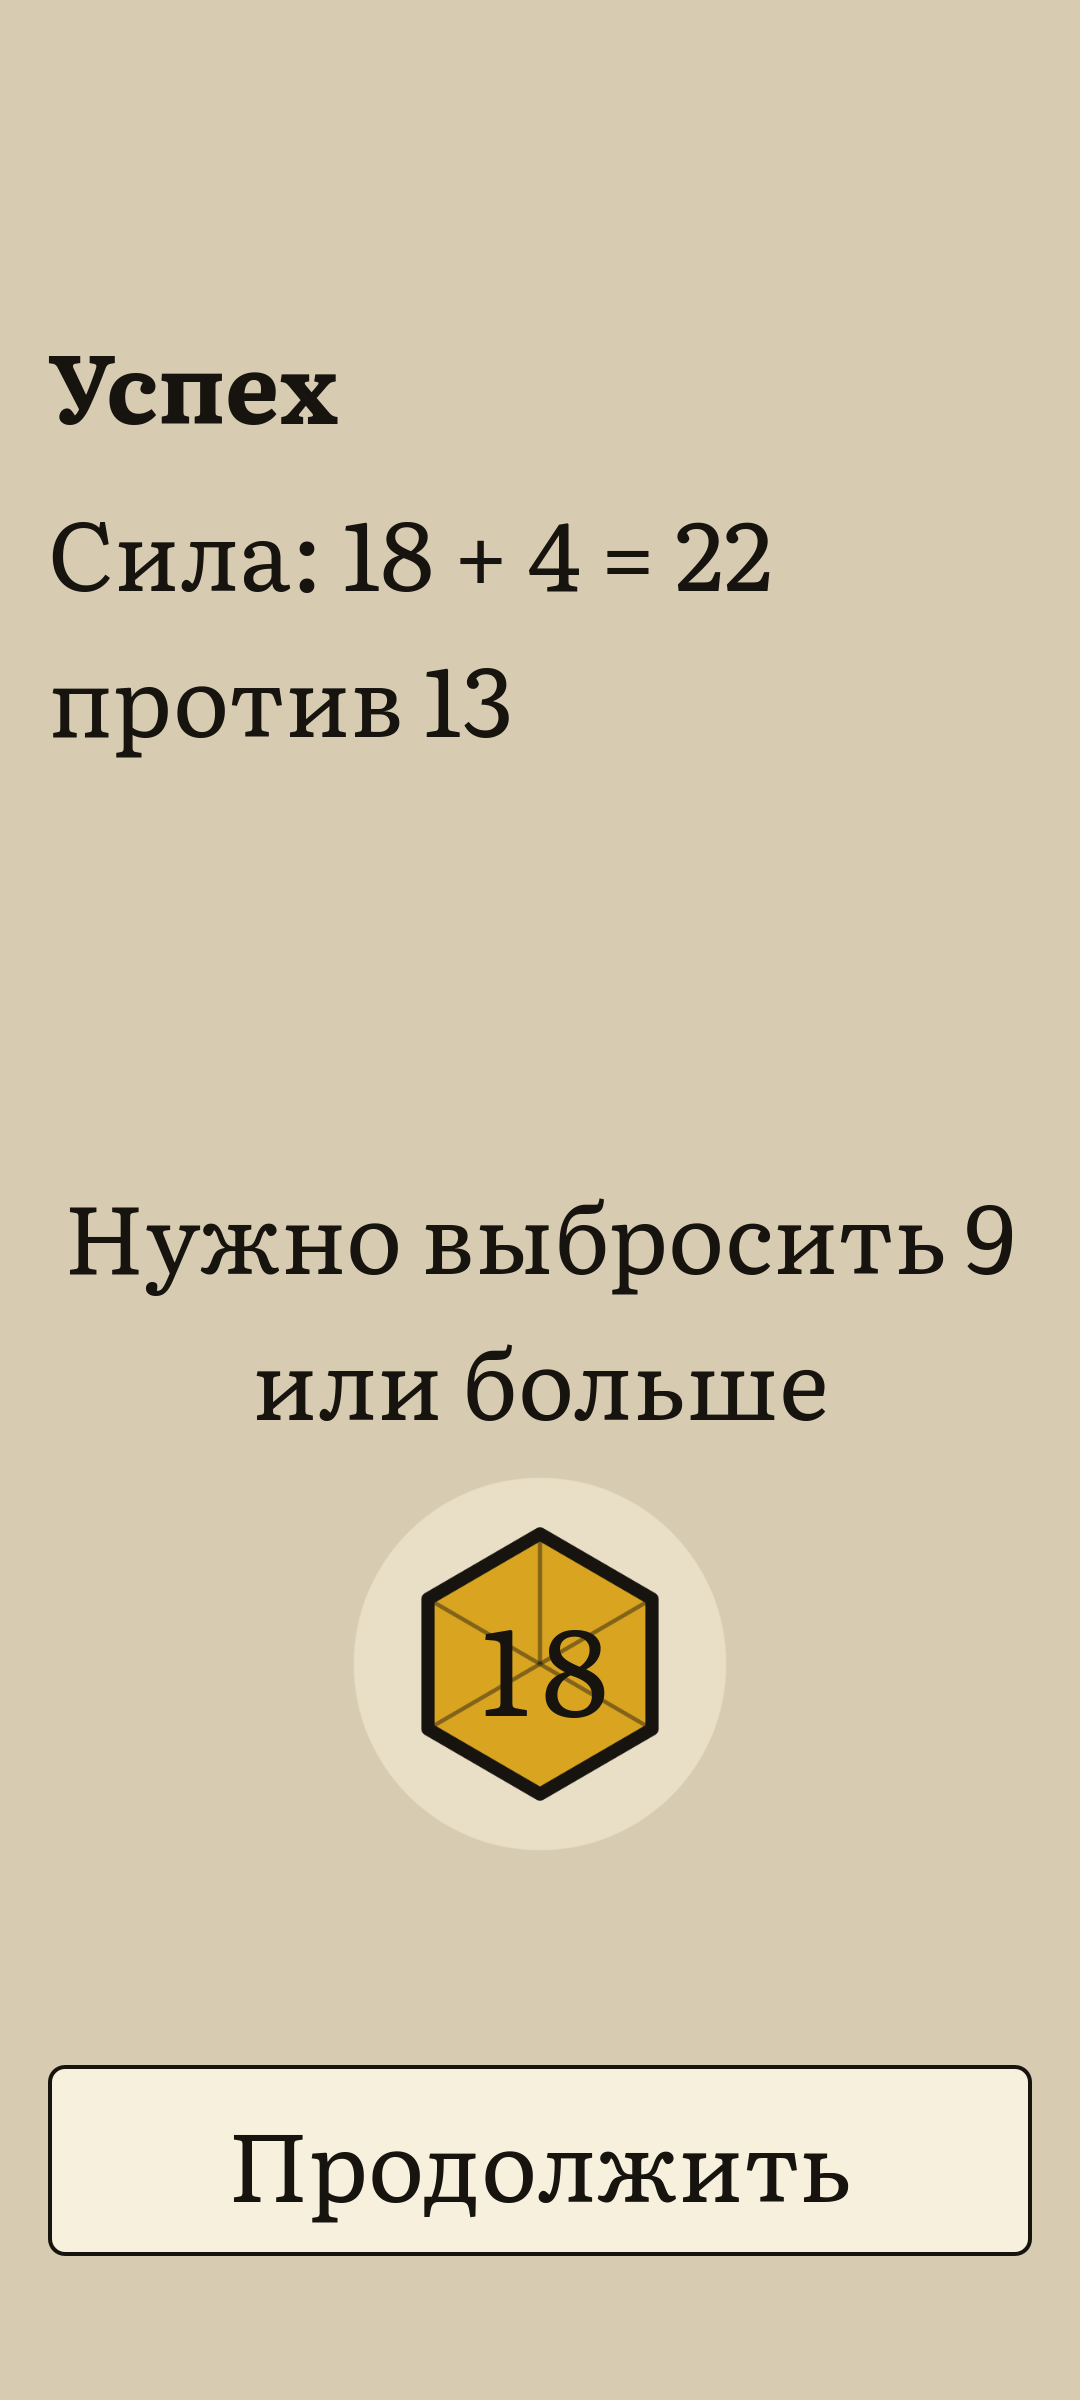 Успех
Сила: 18 + 4 = 22
против 13
Нужно выбросить 9
или больше
18
Продолжить